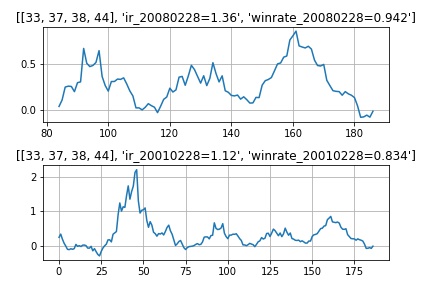 [[33, 37, 38, 44], 'ir_20080228=1.36', 'winrate_20080228=0.942']
0.5
0.0
80 100 120 140 160 180
[[33, 37, 38, 44], 'ir_20010228=1.12', 'winrate_20010228=0.834']
2
1
0
0 25 50 75 100 125 150 175